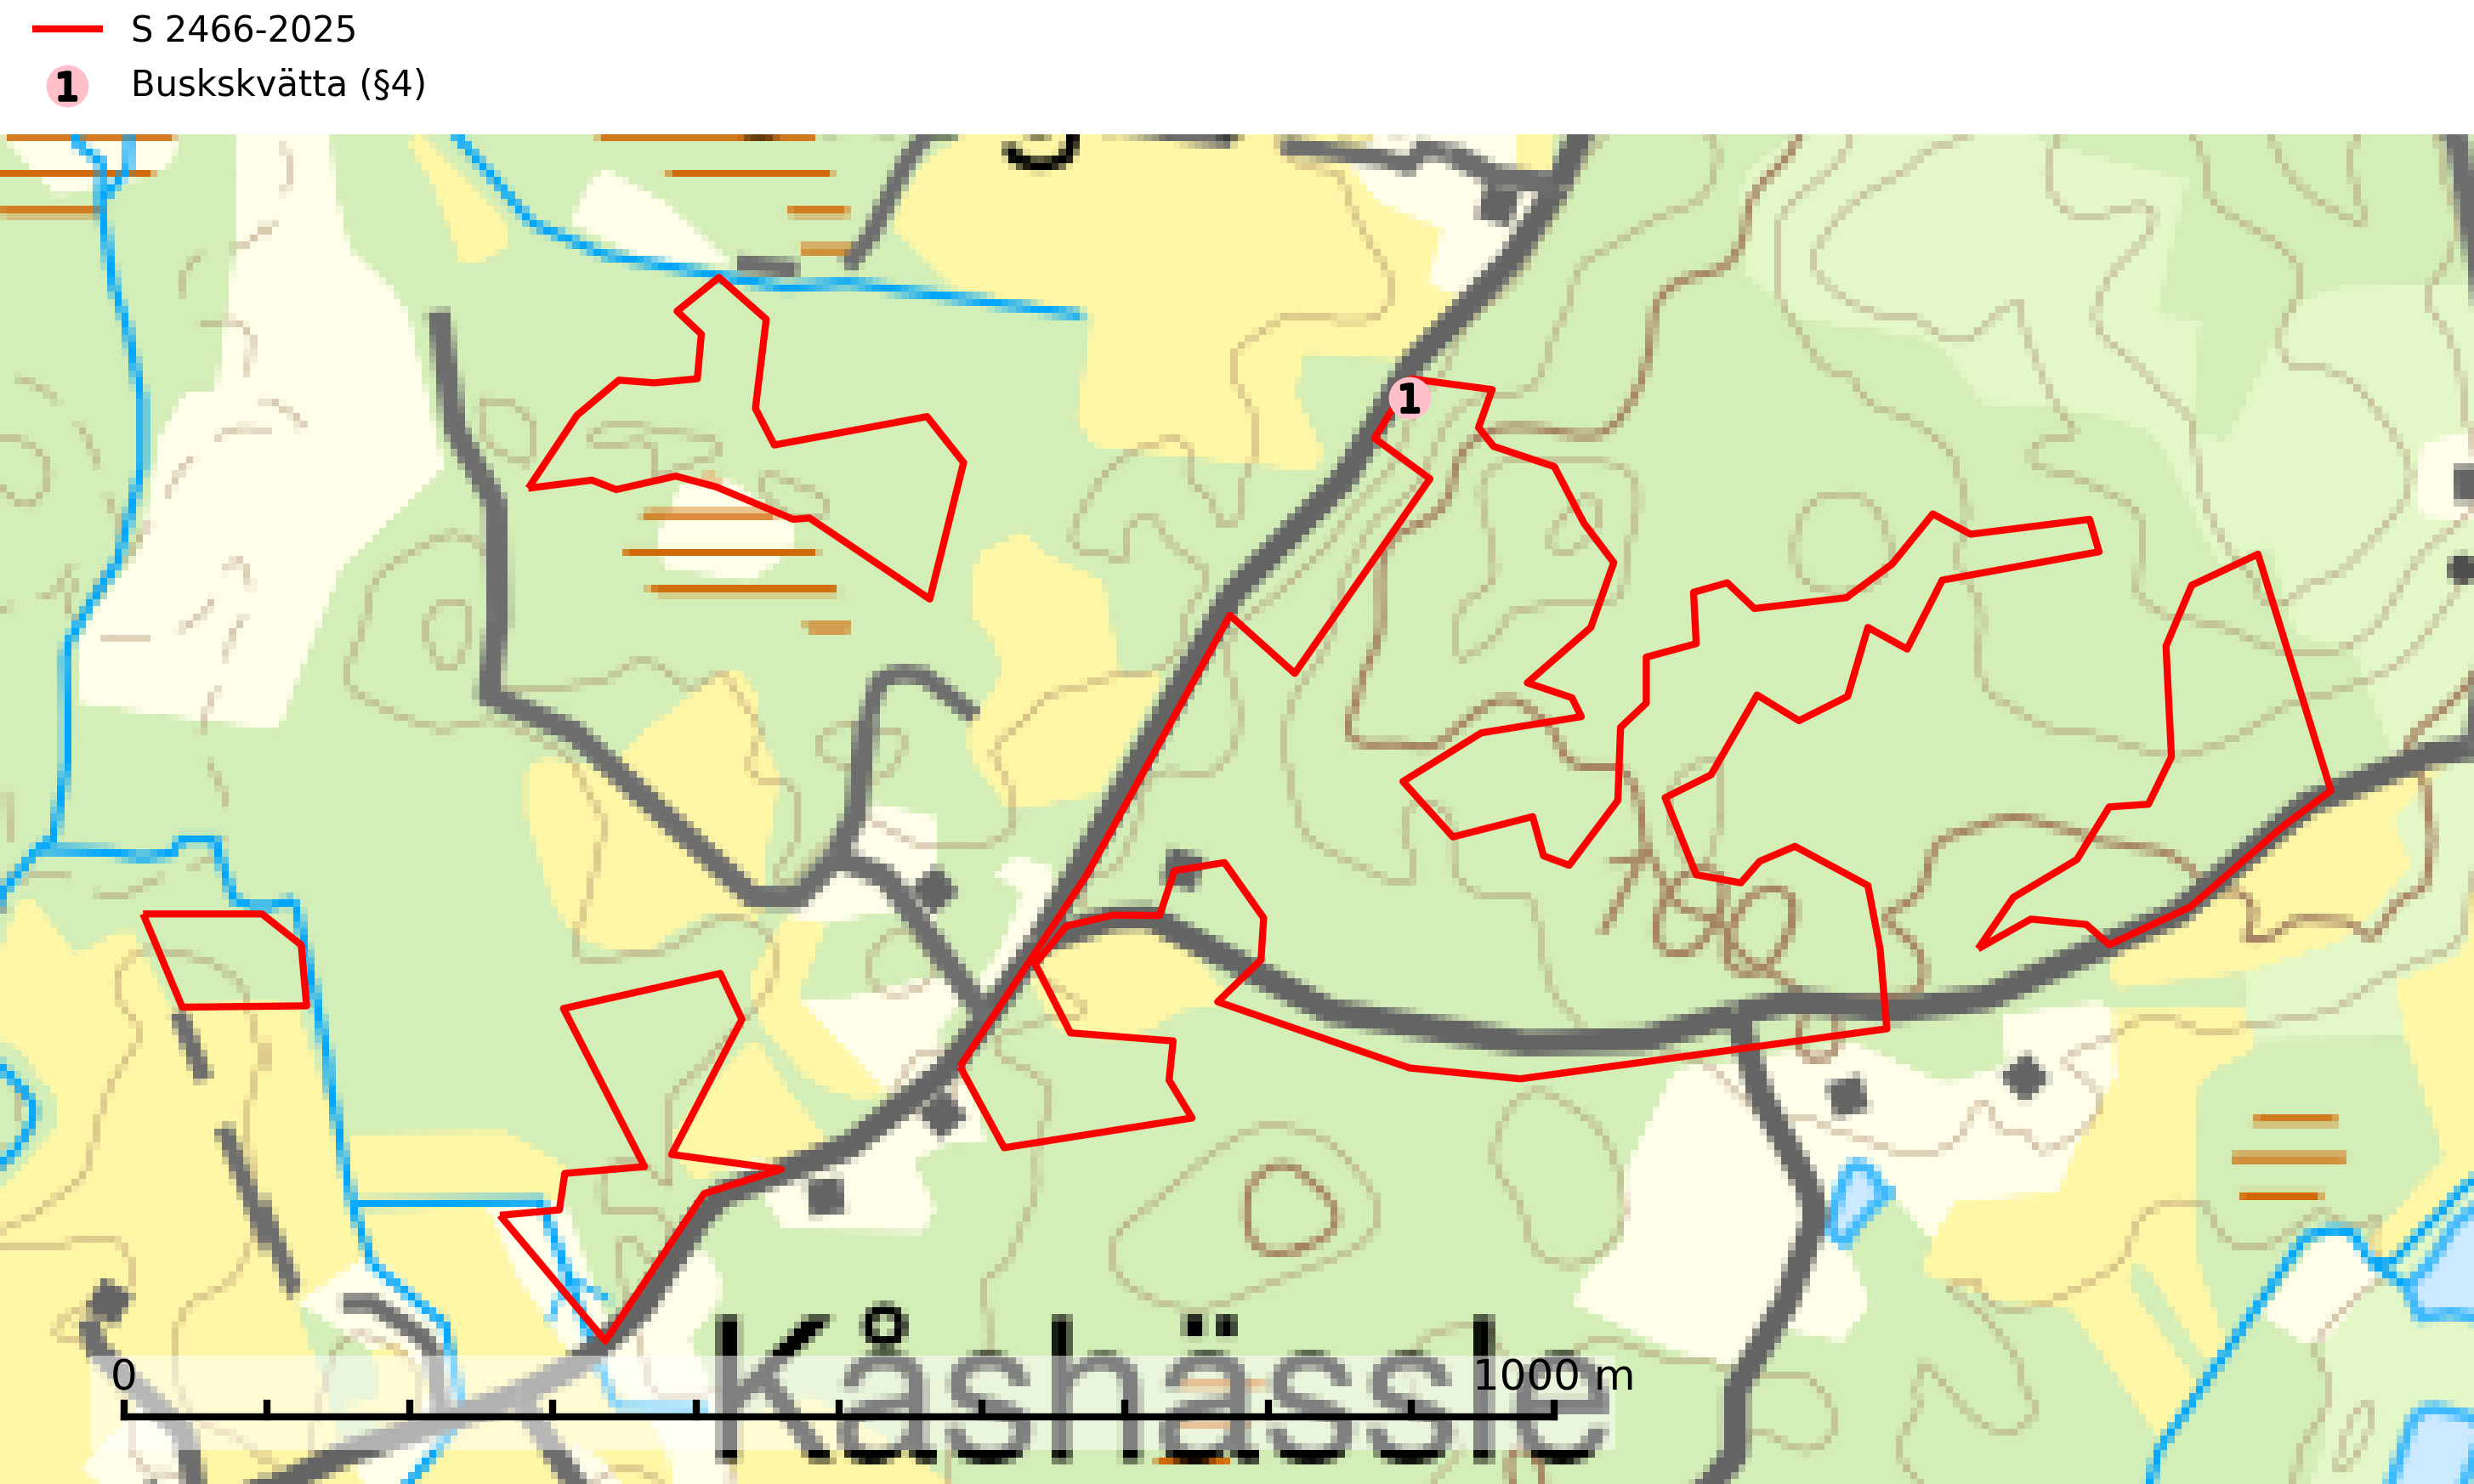 S 2466-2025
1 Buskskvätta (§4)
1
0 1000 m
Kåshässle